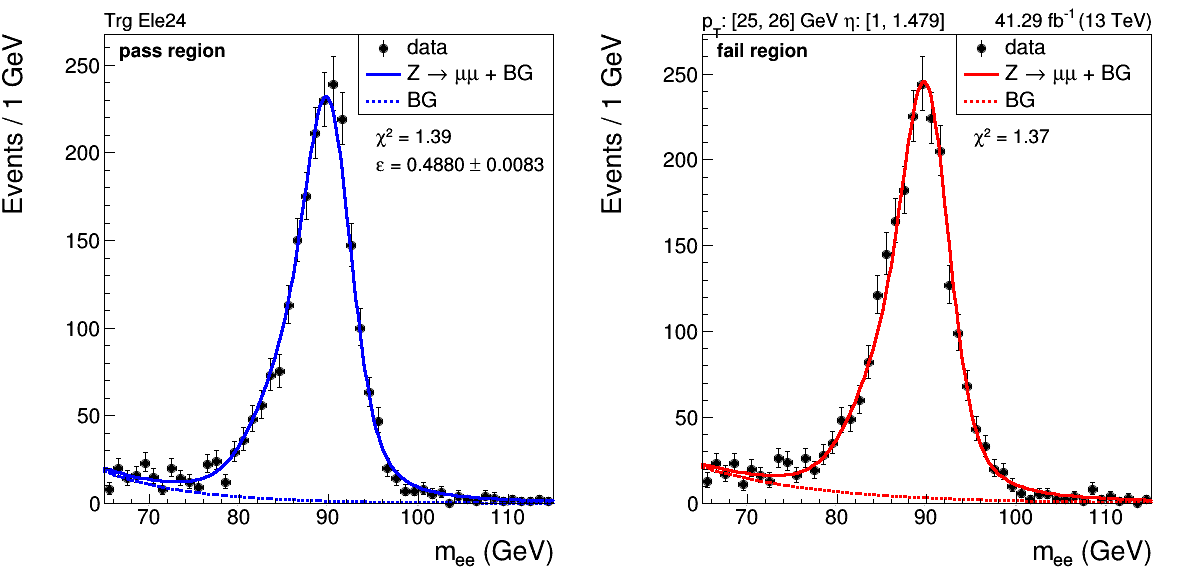 Trg Ele24
pass region
Events / 1 GeV
data
Z → μμ + BG
BG
χ² = 1.39
ε = 0.4880 ± 0.0083
250
200
150
100
50
0
70 80 90 100 110
m_ee (GeV)
p_T: [25, 26] GeV η: [1, 1.479] 41.29 fb⁻¹ (13 TeV)
fail region
Events / 1 GeV
data
Z → μμ + BG
BG
χ² = 1.37
250
200
150
100
50
0
70 80 90 100 110
m_ee (GeV)